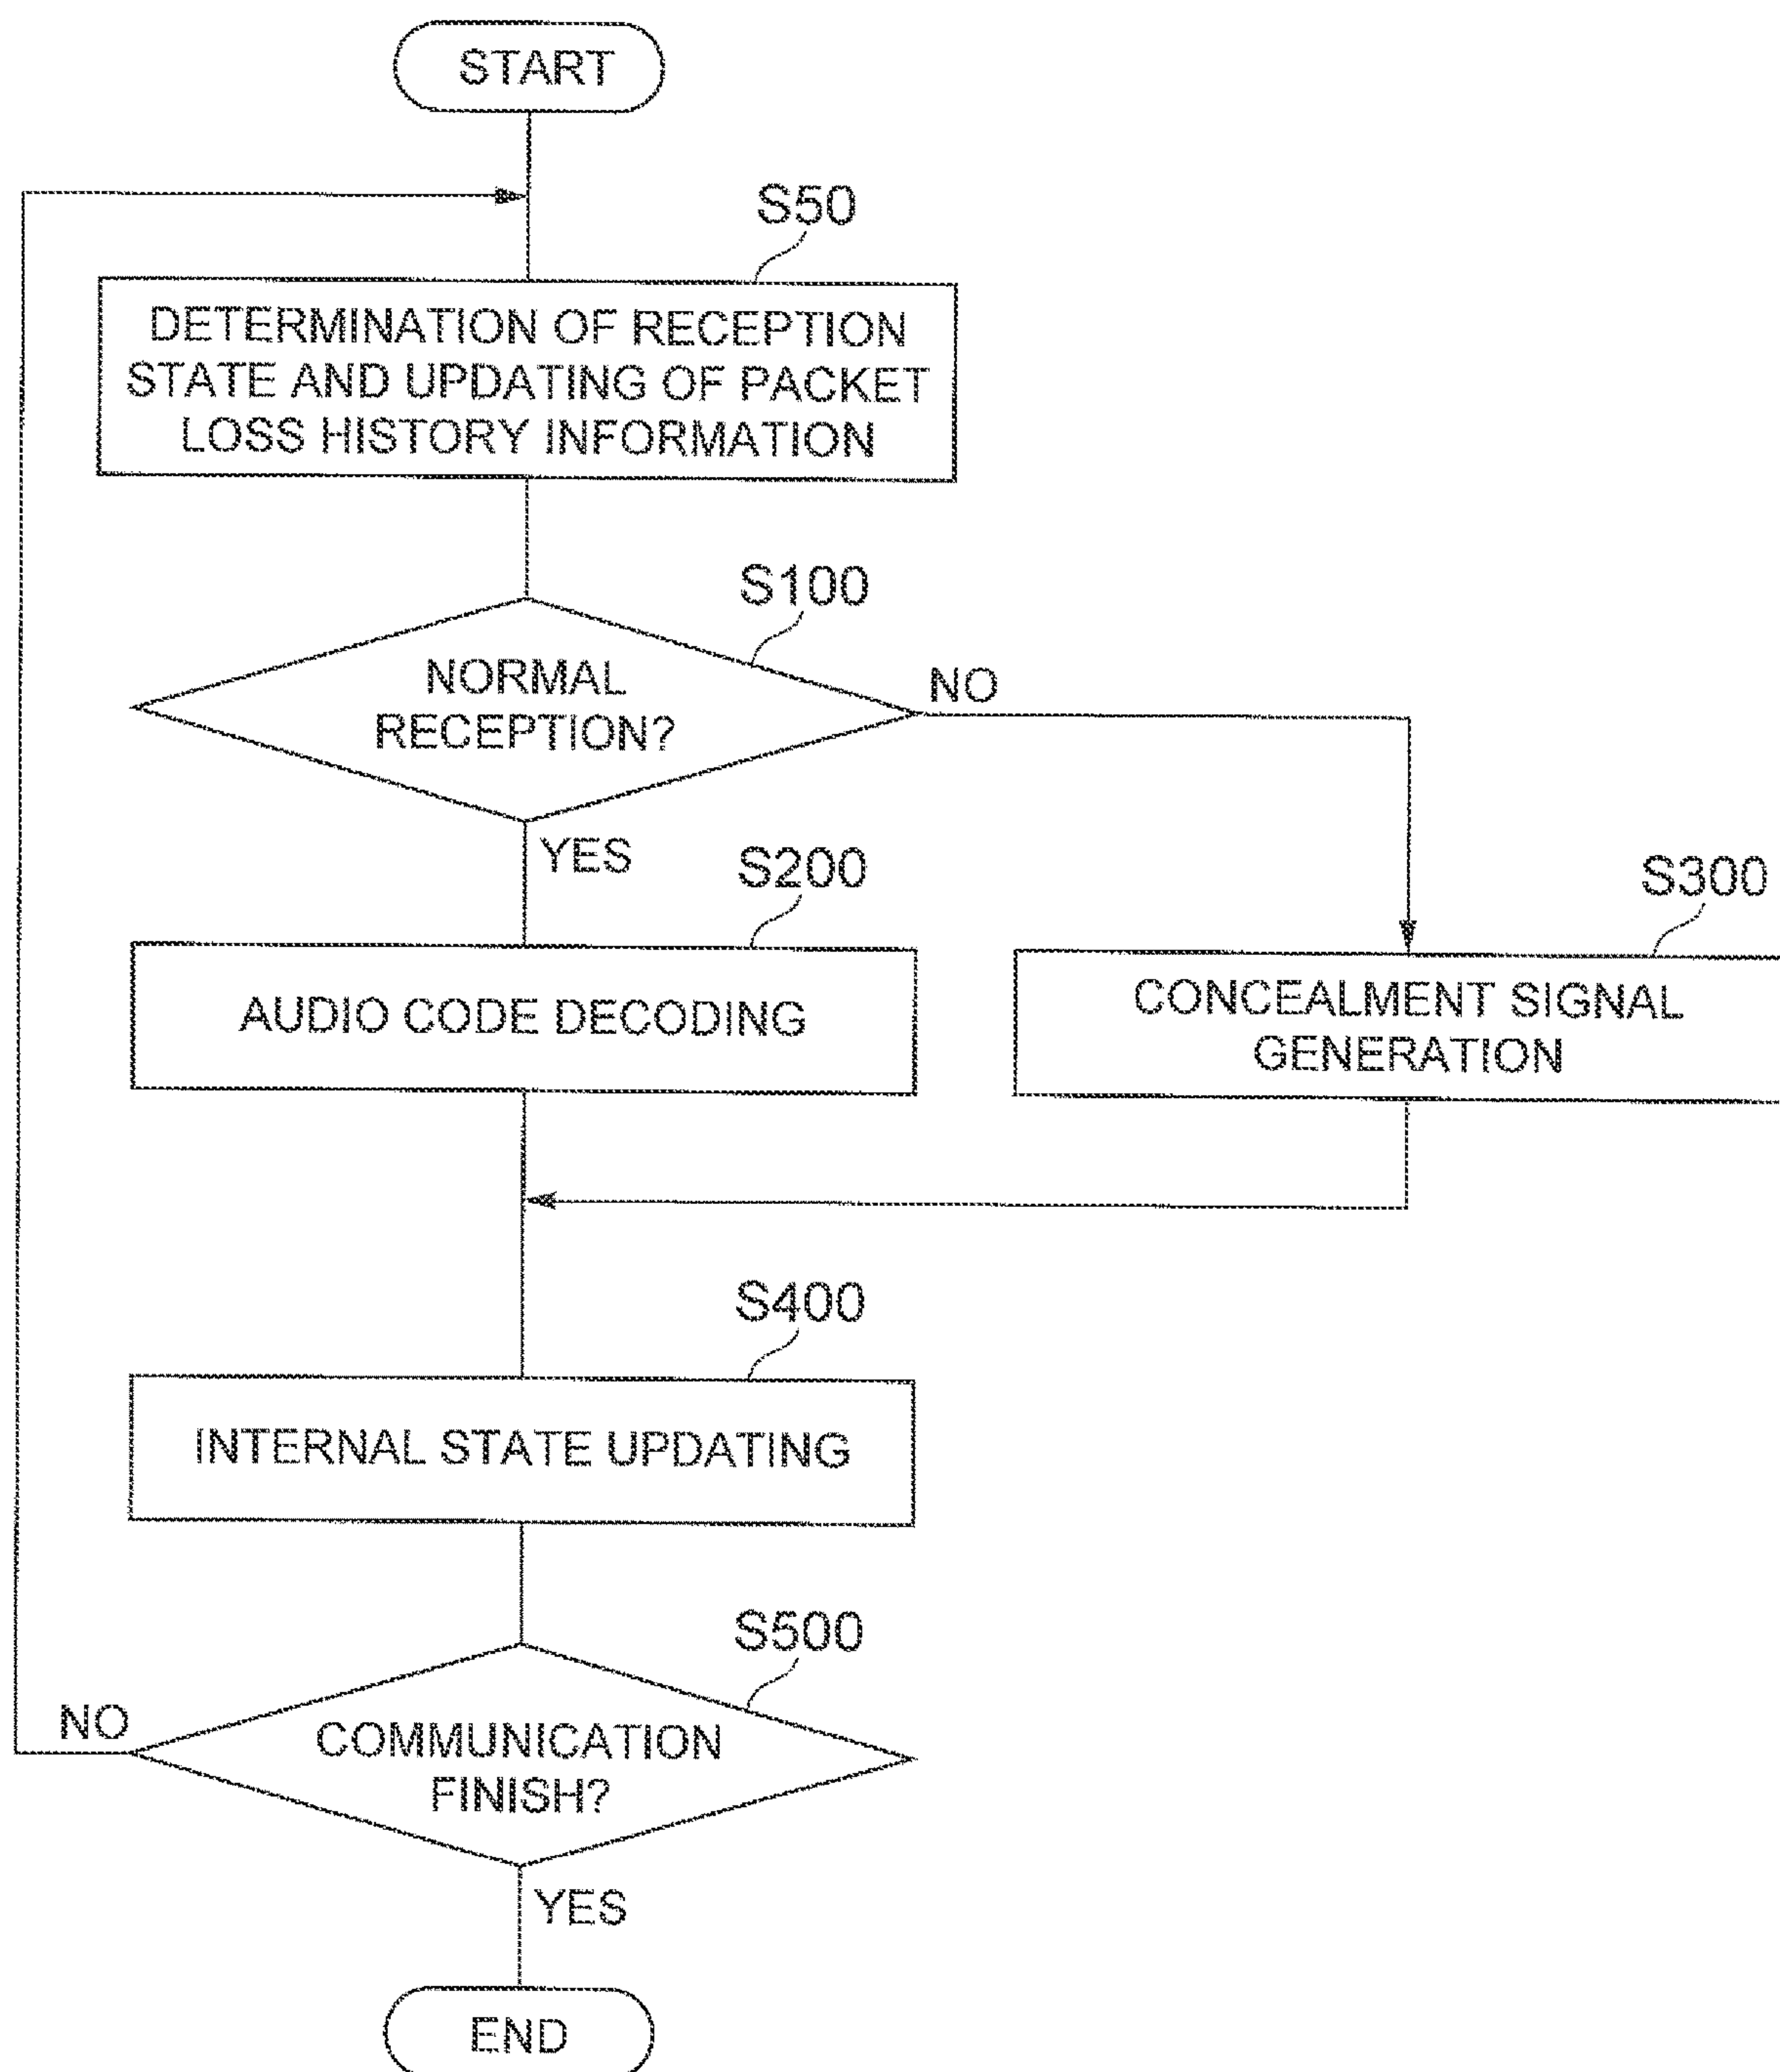 START
S50
DETERMINATION OF RECEPTION
STATE AND UPDATING OF PACKET
LOSS HISTORY INFORMATION
S100
NORMAL
RECEPTION?
NO
YES
S200
AUDIO CODE DECODING
S300
CONCEALMENT SIGNAL
GENERATION
S400
INTERNAL STATE UPDATING
S500
COMMUNICATION
FINISH?
NO
YES
END